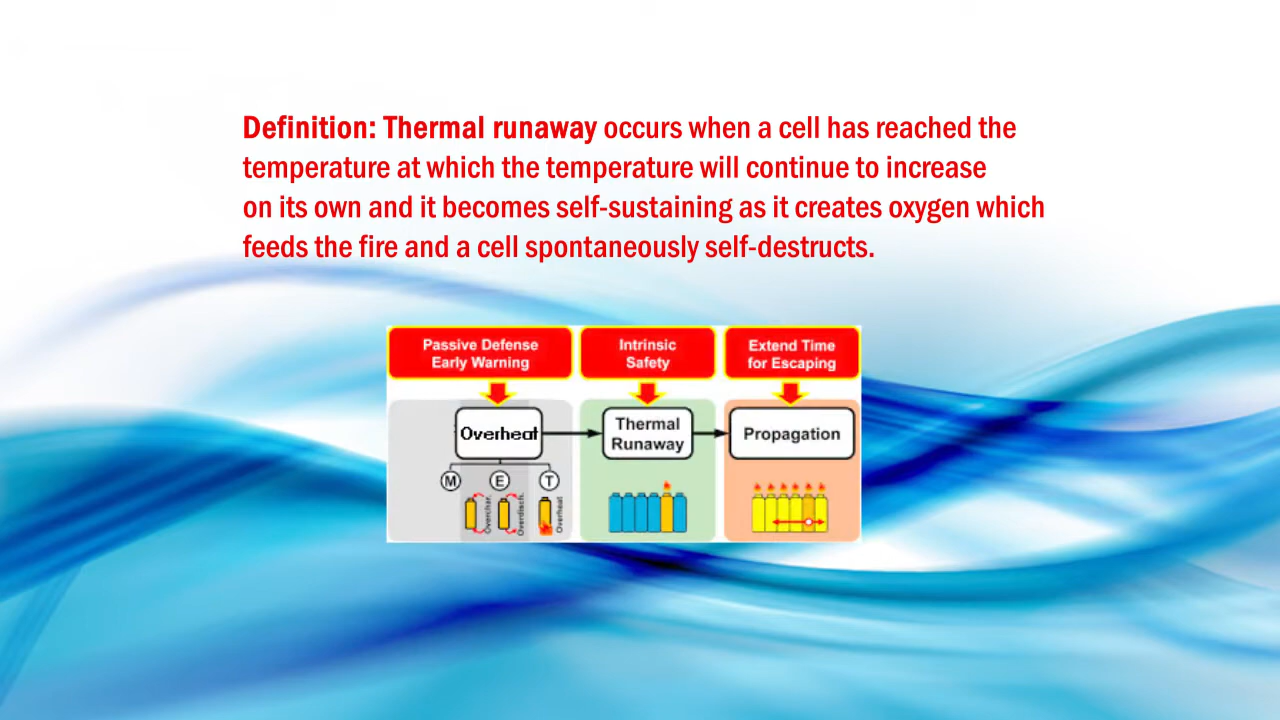 Definition: Thermal runaway occurs when a cell has reached the
temperature at which the temperature will continue to increase
on its own and it becomes self-sustaining as it creates oxygen which
feeds the fire and a cell spontaneously self-destructs.
Passive Defense
Early Warning
Intrinsic
Safety
Extend Time
for Escaping
Overheat
Thermal
Runaway
Propagation
M
E
T
Overchar.
Overdisch.
Overheat